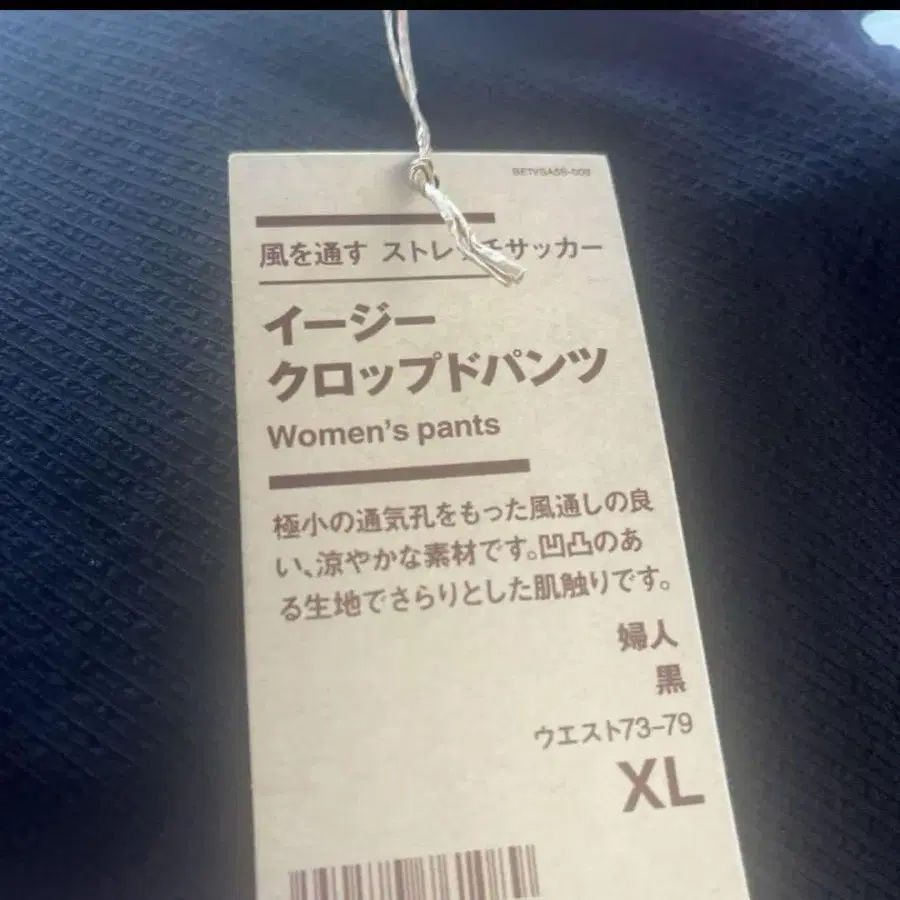 風を通す ストレッチサッカー
イージー
クロップドパンツ
Women's pants
極小の通気孔をもった風通しの良
い、涼やかな素材です。凹凸のあ
る生地でさらりとした肌触りです。
婦人
黒
ウエスト73-79
XL